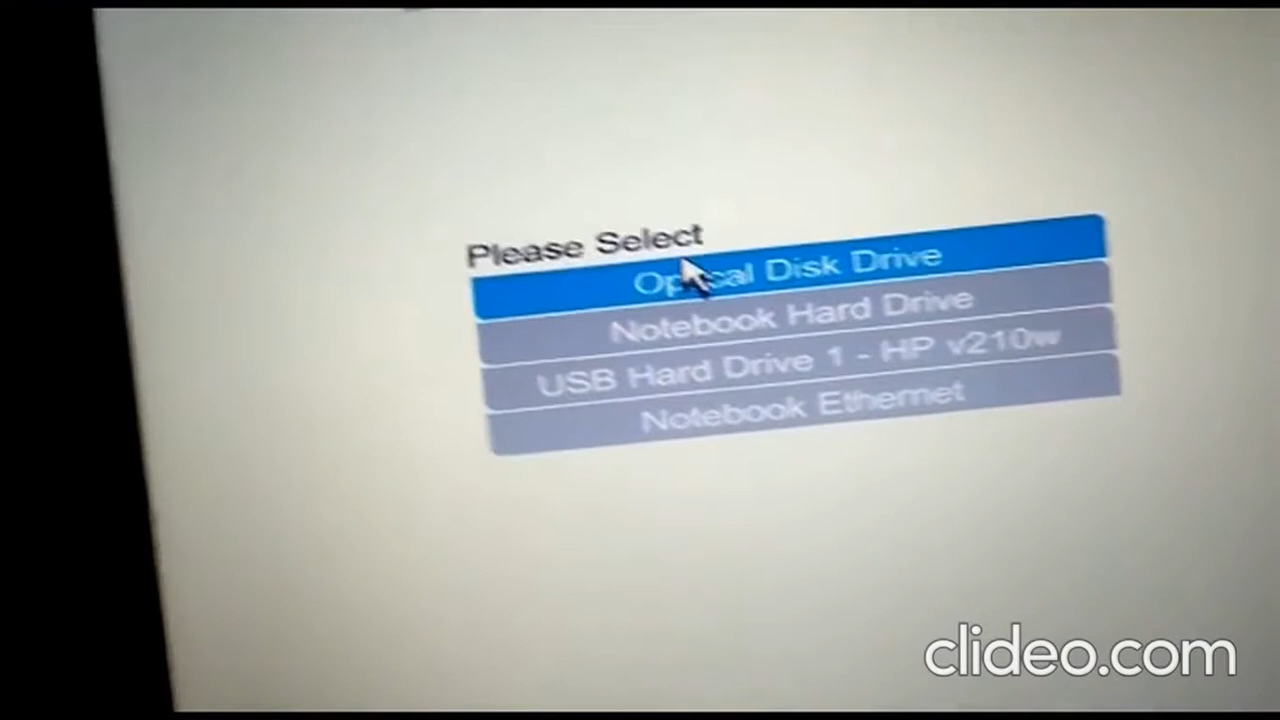 Please Select
Optical Disk Drive
Notebook Hard Drive
USB Hard Drive 1 - HP v210w
Notebook Ethernet
clideo.com